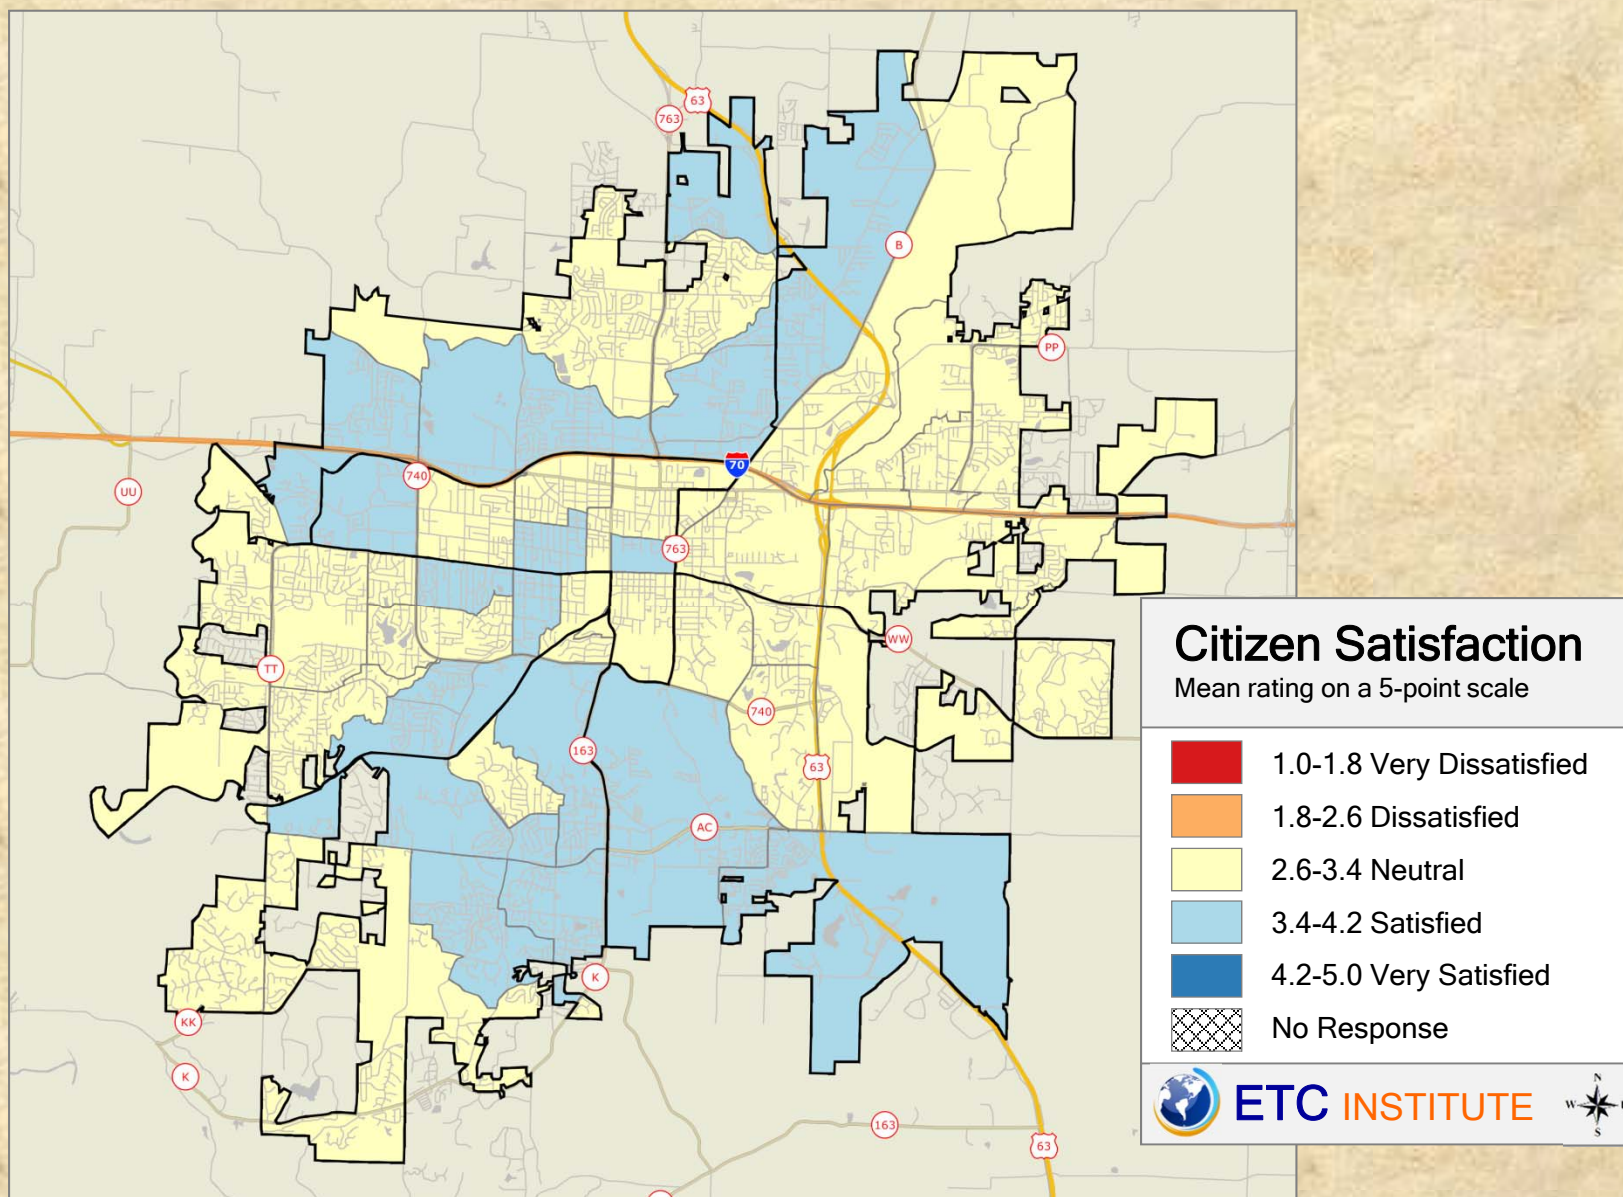 63
763
B
PP
70
740
UU
763
WW
TT
740
163
63
AC
K
KK
K
163
63
Citizen Satisfaction
Mean rating on a 5-point scale
1.0-1.8 Very Dissatisfied
1.8-2.6 Dissatisfied
2.6-3.4 Neutral
3.4-4.2 Satisfied
4.2-5.0 Very Satisfied
No Response
ETC INSTITUTE
N
W
S